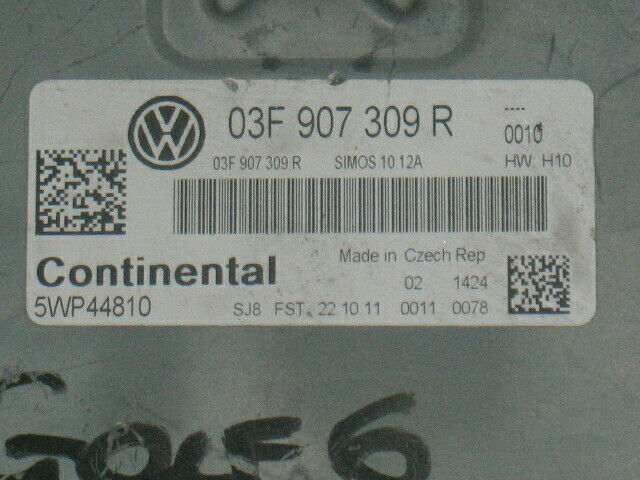 VW
03F 907 309 R
----
0010
03F 907 309 R SIMOS 10 12A HW. H10
Made in Czech Rep
Continental
02 1424
5WP44810
SJ8 FST. 22.10.11 0011 0078